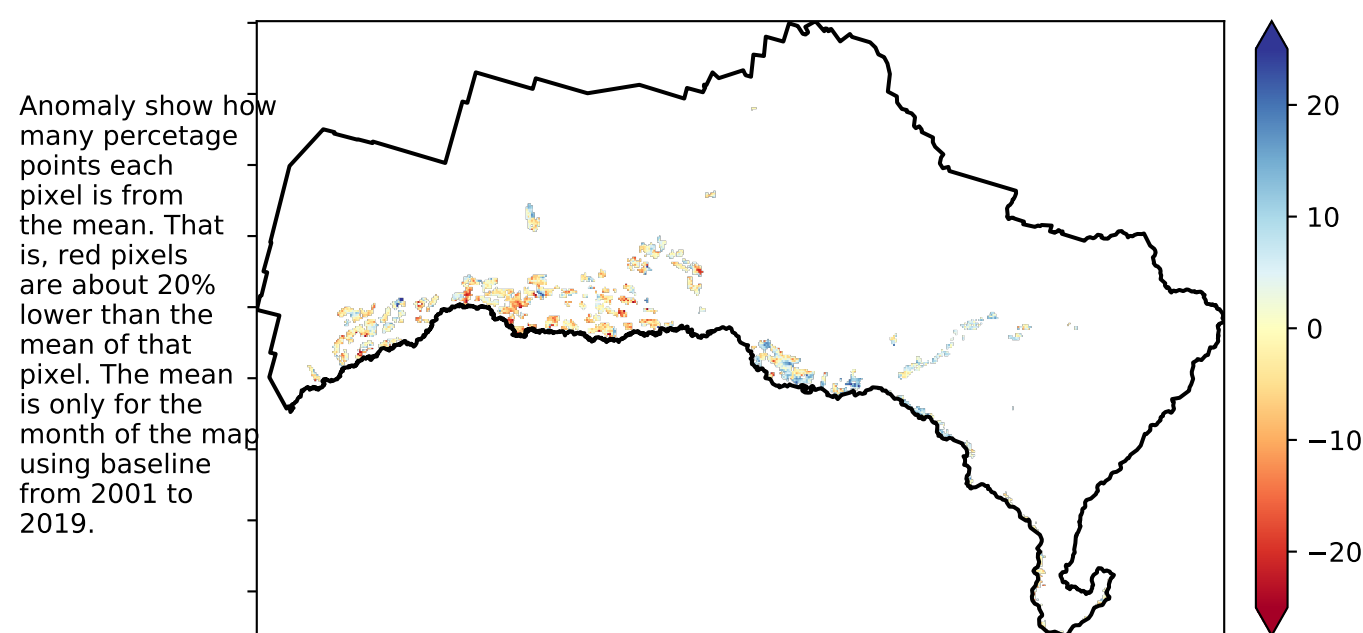 Anomaly show how
many percetage
points each
pixel is from
the mean. That
is, red pixels
are about 20%
lower than the
mean of that
pixel. The mean
is only for the
month of the map
using baseline
from 2001 to
2019.
20
10
0
−10
−20